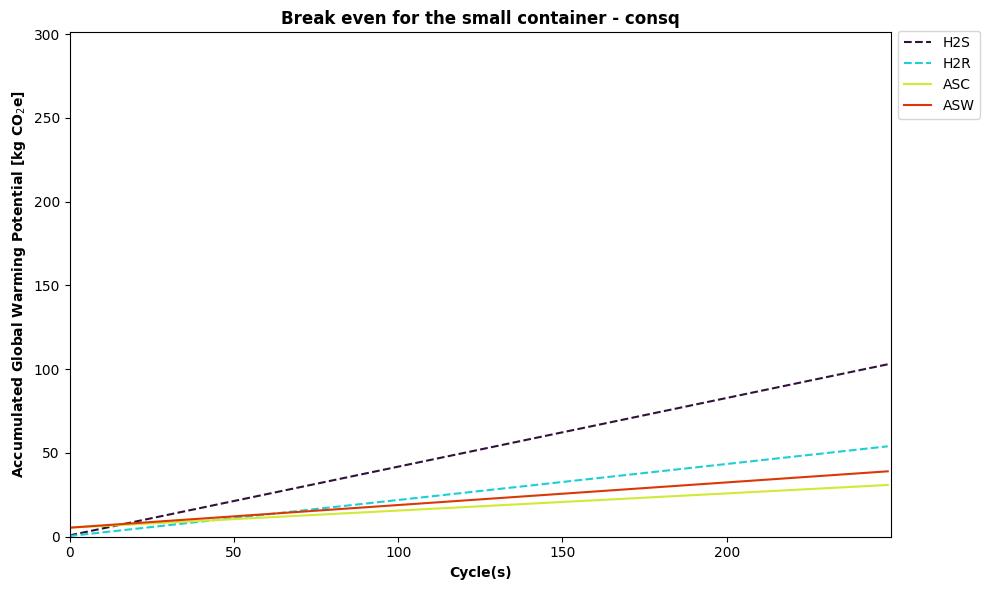 Break even for the small container - consq
Accumulated Global Warming Potential [kg CO₂e]
300
250
200
150
100
50
0
0 50 100 150 200
Cycle(s)
H2S
H2R
ASC
ASW